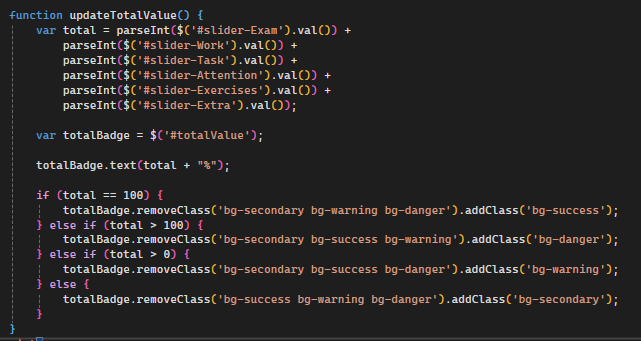 function updateTotalValue() {
    var total = parseInt($('#slider-Exam').val()) +
        parseInt($('#slider-Work').val()) +
        parseInt($('#slider-Task').val()) +
        parseInt($('#slider-Attention').val()) +
        parseInt($('#slider-Exercises').val()) +
        parseInt($('#slider-Extra').val());

    var totalBadge = $('#totalValue');

    totalBadge.text(total + "%");

    if (total == 100) {
        totalBadge.removeClass('bg-secondary bg-warning bg-danger').addClass('bg-success');
    } else if (total > 100) {
        totalBadge.removeClass('bg-secondary bg-success bg-warning').addClass('bg-danger');
    } else if (total > 0) {
        totalBadge.removeClass('bg-secondary bg-success bg-danger').addClass('bg-warning');
    } else {
        totalBadge.removeClass('bg-success bg-warning bg-danger').addClass('bg-secondary');
    }
}